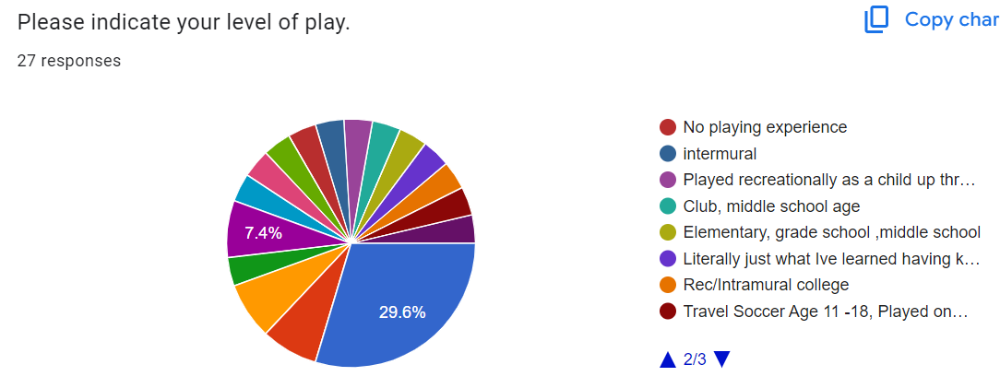 Please indicate your level of play.
Copy char
27 responses
7.4%
29.6%
No playing experience
intermural
Played recreationally as a child up thr…
Club, middle school age
Elementary, grade school ,middle school
Literally just what Ive learned having k…
Rec/Intramural college
Travel Soccer Age 11 -18, Played on…
2/3